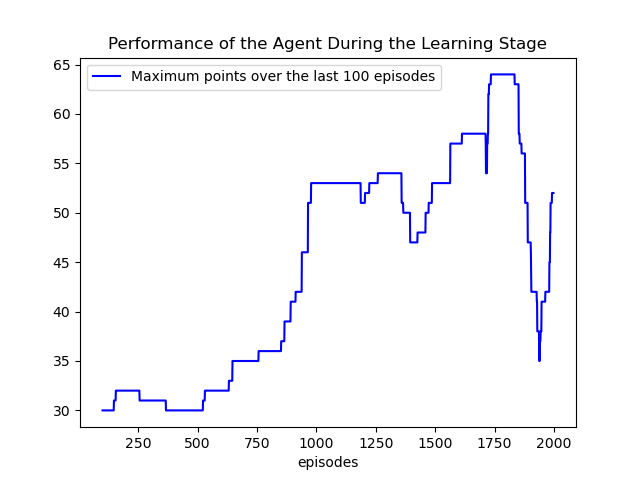 Performance of the Agent During the Learning Stage
Maximum points over the last 100 episodes
65
60
55
50
45
40
35
30
250 500 750 1000 1250 1500 1750 2000
episodes